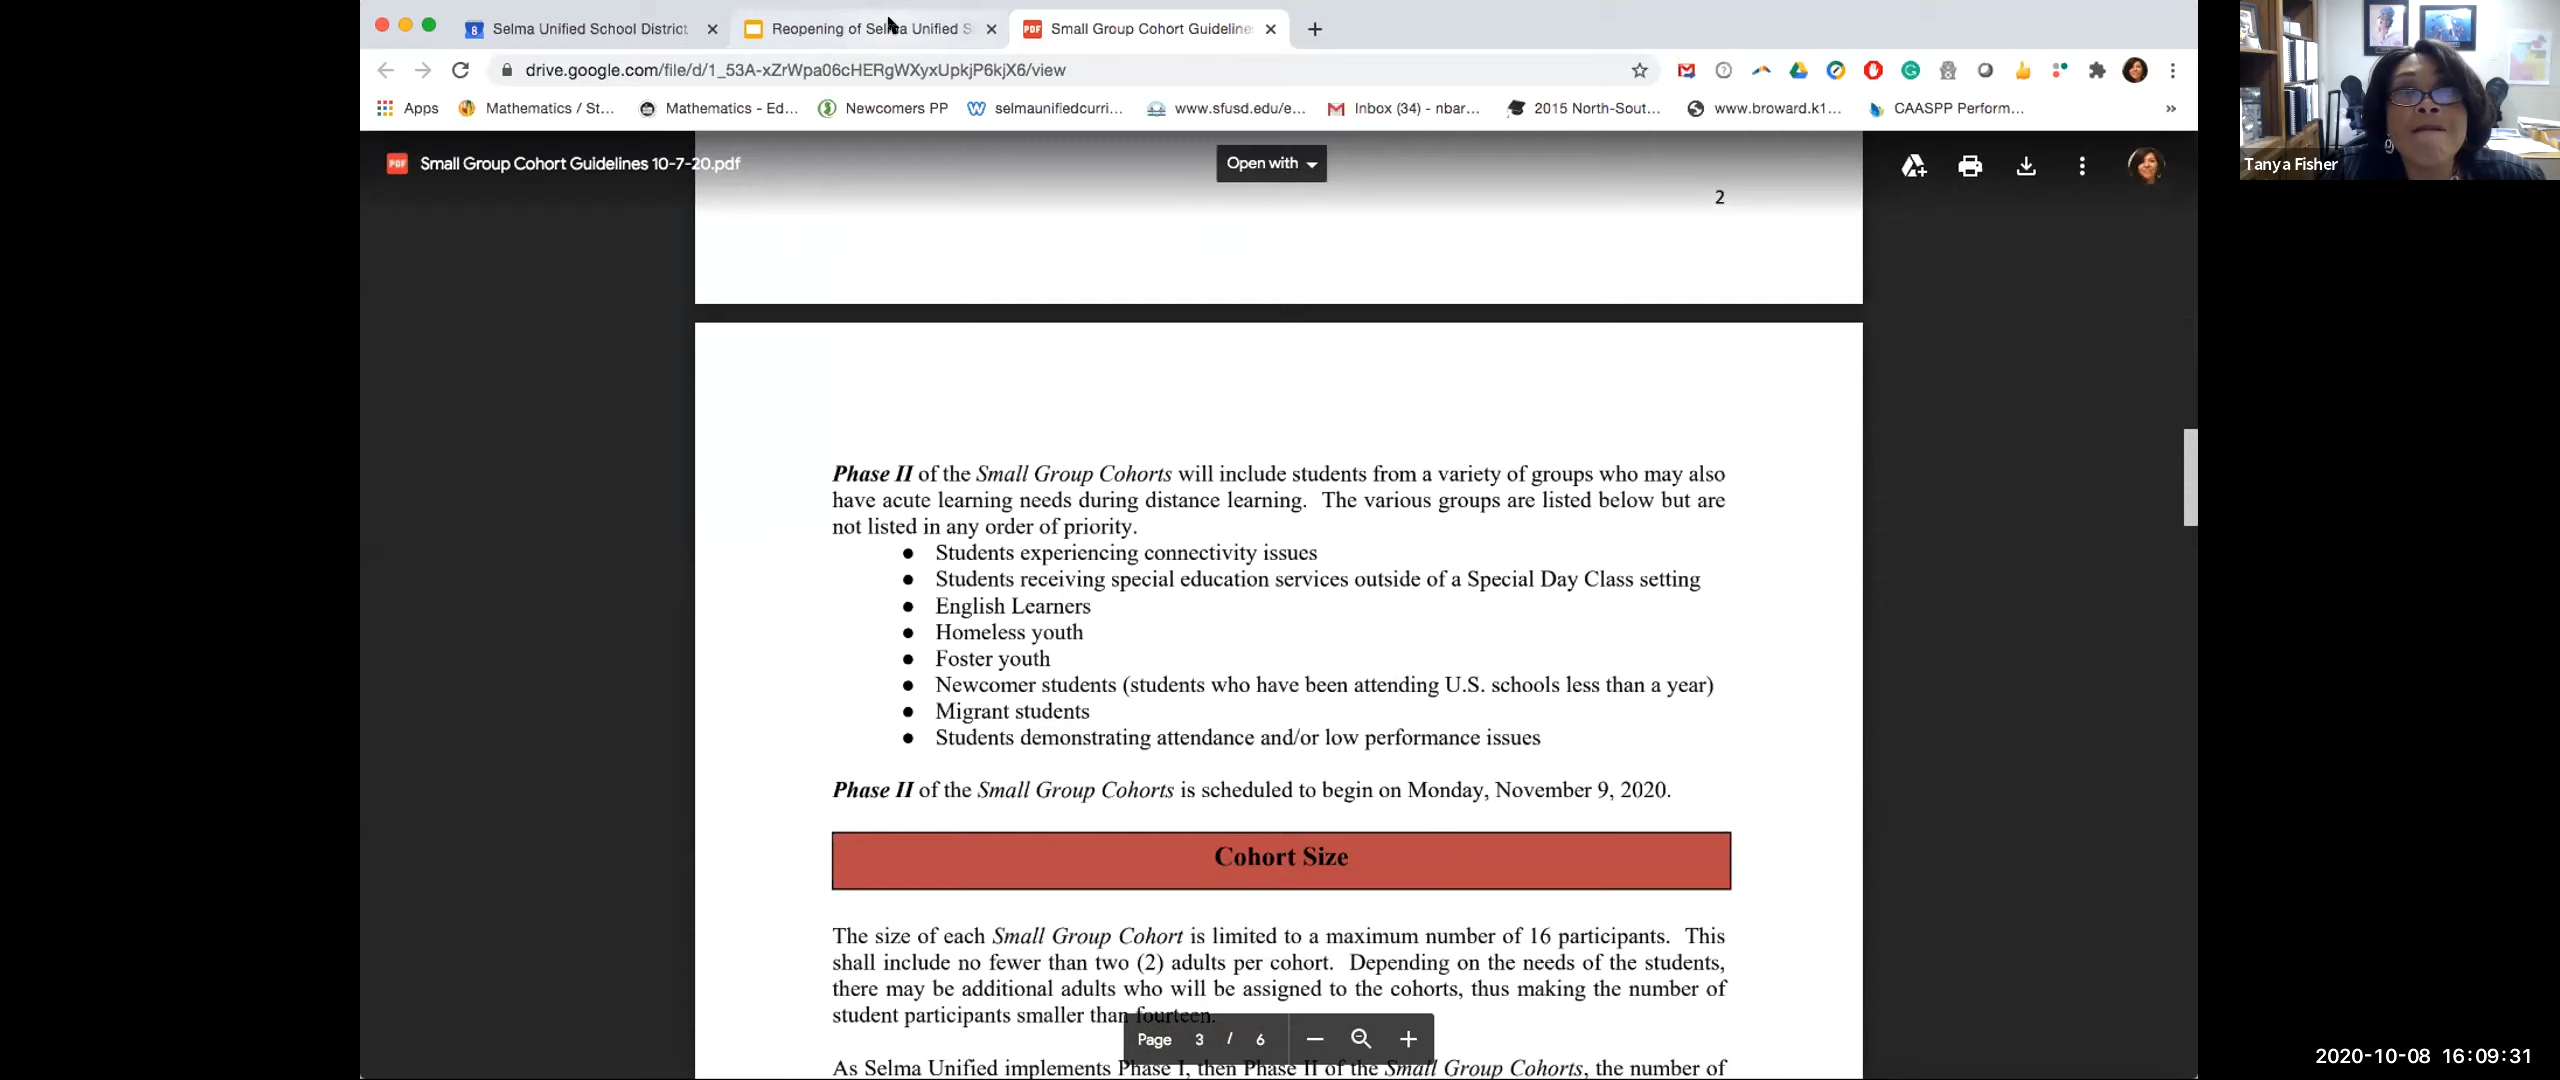 Selma Unified School District
Reopening of Selma Unified S
Small Group Cohort Guideline
drive.google.com/file/d/1_53A-xZrWpa06cHERgWXyxUpkjP6kjX6/view
Apps
Mathematics / St...
Mathematics - Ed...
Newcomers PP
selmaunifiedcurri...
www.sfusd.edu/e...
Inbox (34) - nbar...
2015 North-Sout...
www.broward.k1...
CAASPP Perform...
»
PDF
Small Group Cohort Guidelines 10-7-20.pdf
Open with
Tanya Fisher
2
Phase II of the Small Group Cohorts will include students from a variety of groups who may also
have acute learning needs during distance learning. The various groups are listed below but are
not listed in any order of priority.
● Students experiencing connectivity issues
● Students receiving special education services outside of a Special Day Class setting
● English Learners
● Homeless youth
● Foster youth
● Newcomer students (students who have been attending U.S. schools less than a year)
● Migrant students
● Students demonstrating attendance and/or low performance issues
Phase II of the Small Group Cohorts is scheduled to begin on Monday, November 9, 2020.
Cohort Size
The size of each Small Group Cohort is limited to a maximum number of 16 participants. This
shall include no fewer than two (2) adults per cohort. Depending on the needs of the students,
there may be additional adults who will be assigned to the cohorts, thus making the number of
student participants smaller than fourteen.
Page 3 / 6
As Selma Unified implements Phase I, then Phase II of the Small Group Cohorts, the number of
2020-10-08 16:09:31